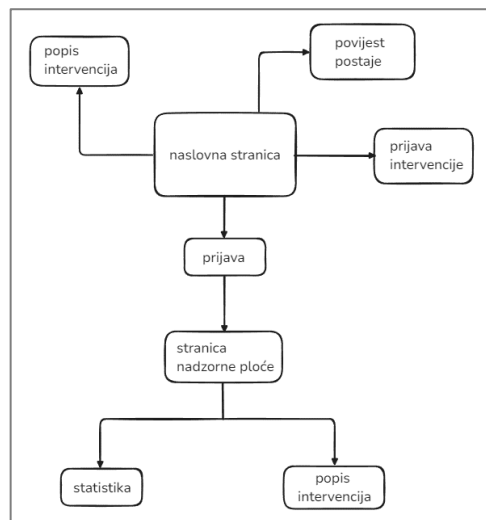 popis
intervencija
povijest
postaje
naslovna stranica
prijava
intervencije
prijava
stranica
nadzorne ploće
statistika
popis
intervencija